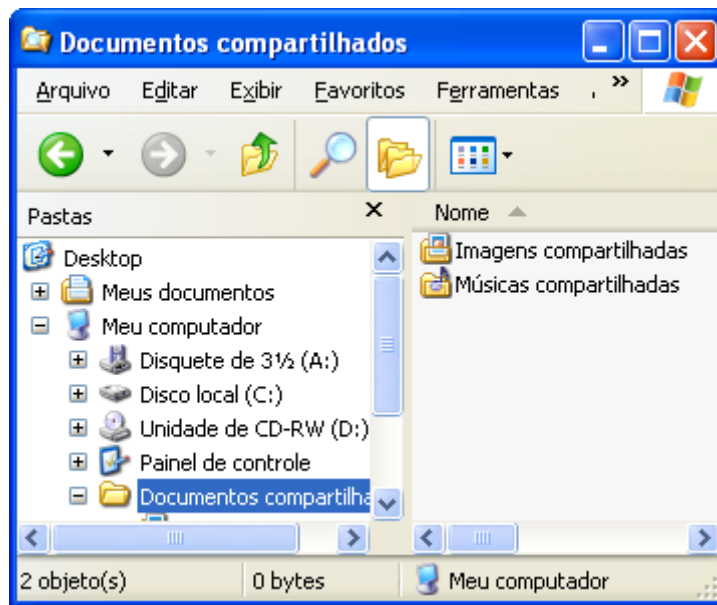 Documentos compartilhados
Arquivo Editar Exibir Favoritos Ferramentas »
Pastas x
Nome
Desktop
Meus documentos
Meu computador
Disquete de 3½ (A:)
Disco local (C:)
Unidade de CD-RW (D:)
Painel de controle
Documentos compartilha
Imagens compartilhadas
Músicas compartilhadas
2 objeto(s) 0 bytes Meu computador